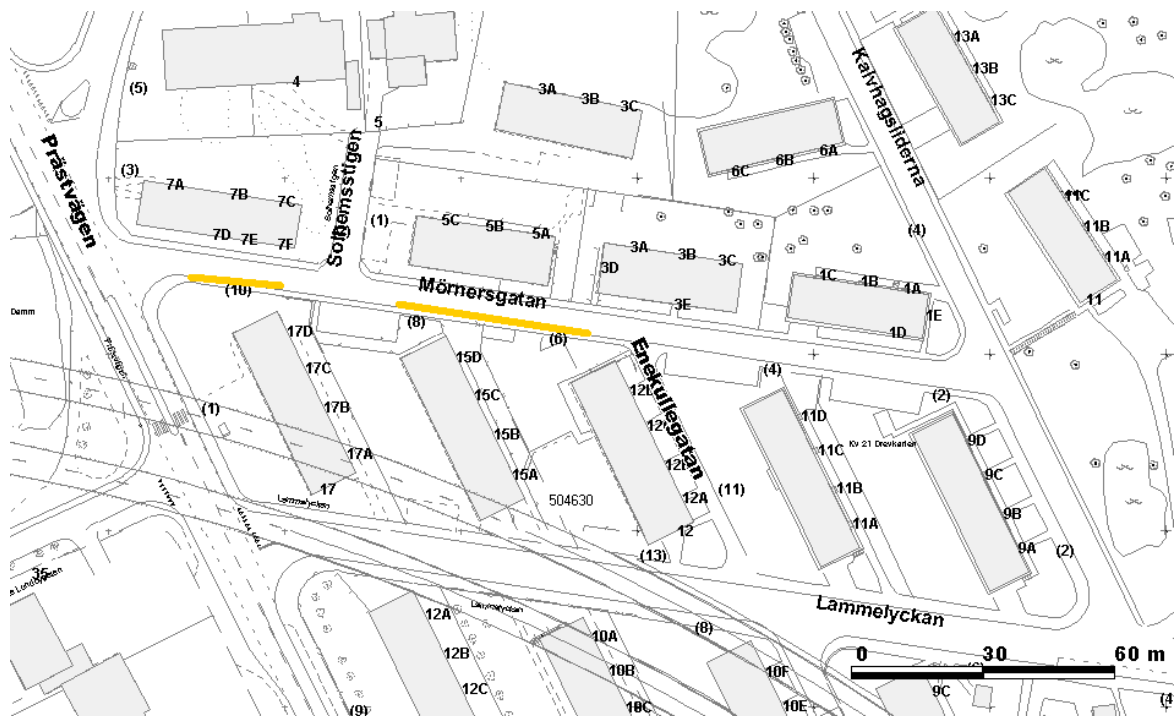 13A
13B
13C
Kalvhagsliderna
(5)
4
3A
3B
3C
5
6A
6B
6C
Prästvägen
Solhemsstigen
(3)
7A
7B
7C
7D
7E
7F
(1)
5C
5B
5A
3A
3B
3C
3D
3E
(4)
11C
11B
11A
11
1C
1B
1A
1E
1D
Mörnersgatan
(10)
(8)
(6)
(4)
(2)
Damm
17D
17C
17B
17A
17
15D
15C
15B
15A
Enekullegatan
12A
12
11D
11C
11B
11A
Kv 21 Drevkarlen
9D
9C
9B
9A
(1)
504630
(11)
(13)
(2)
Lammelyckan
Lammelyckan
Lammelyckan
35
12A
12B
12C
10A
10B
10C
(8)
10F
10E
(9)
9C
(4
0 30 60 m